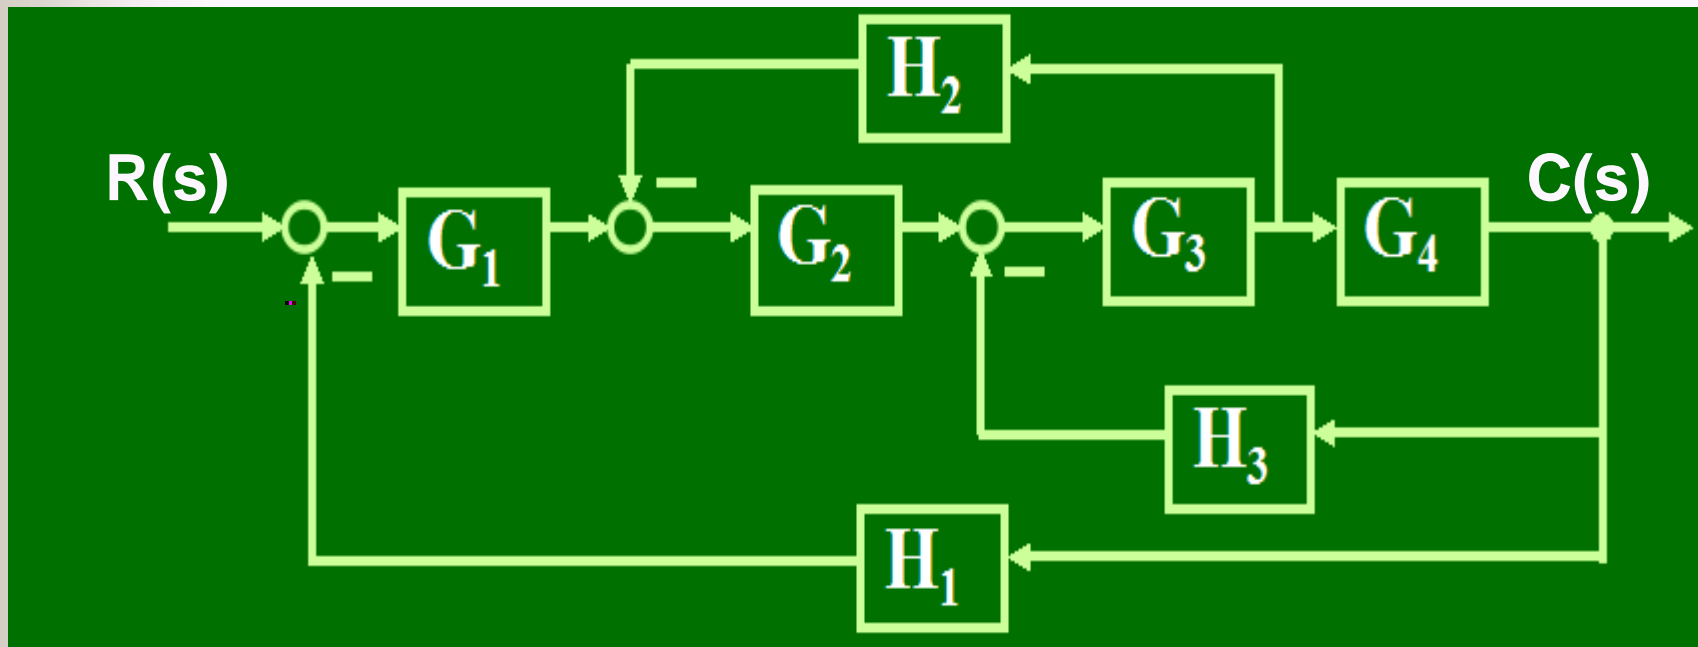 H₂
R(s)
C(s)
G₁
G₂
G₃
G₄
−
−
−
H₃
H₁